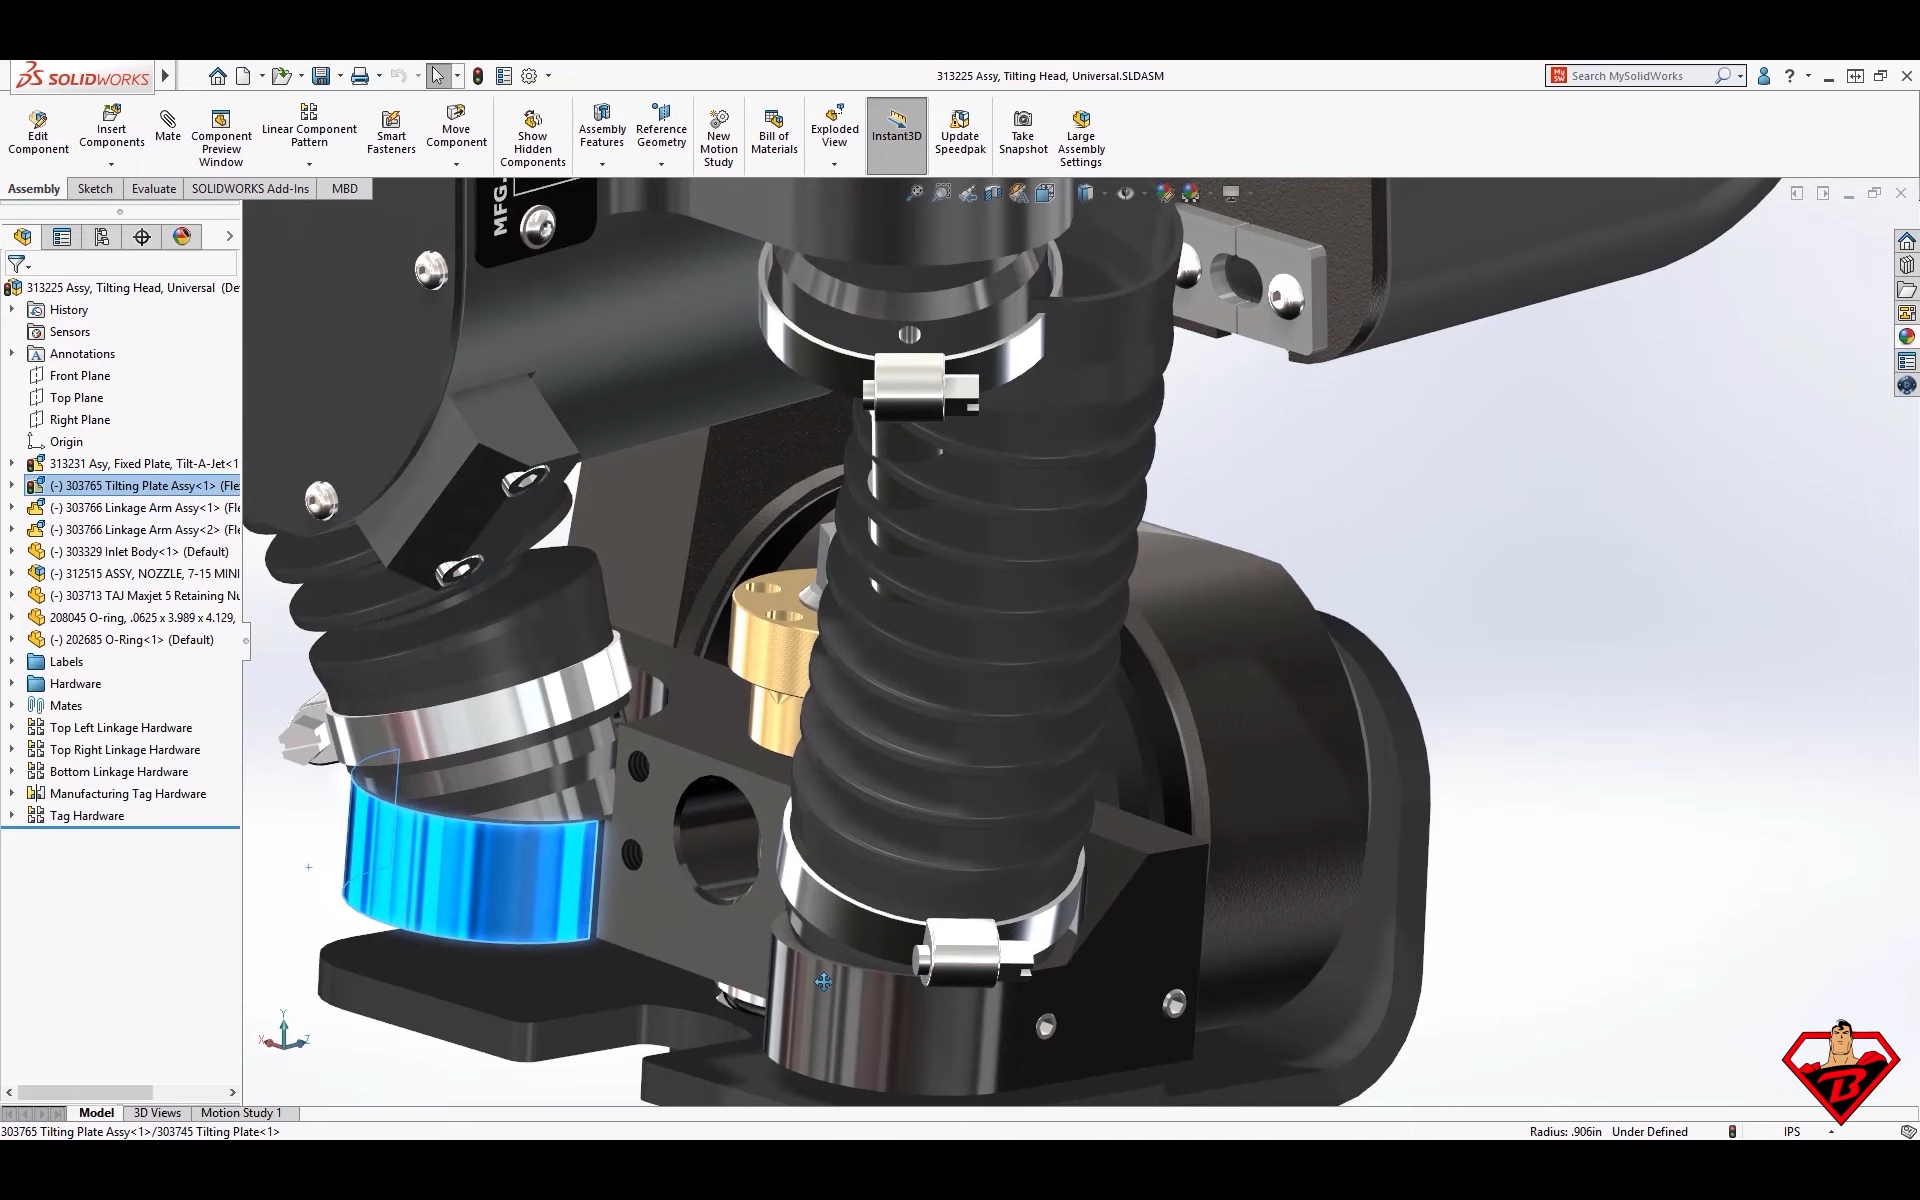 SOLIDWORKS
313225 Assy, Tilting Head, Universal.SLDASM
Search MySolidWorks
?
Edit Component
Insert Components
Mate
Component Preview Window
Linear Component Pattern
Smart Fasteners
Move Component
Show Hidden Components
Assembly Features
Reference Geometry
New Motion Study
Bill of Materials
Exploded View
Instant3D
Update Speedpak
Take Snapshot
Large Assembly Settings
Assembly
Sketch
Evaluate
SOLIDWORKS Add-Ins
MBD
MFG.
313225 Assy, Tilting Head, Universal (De
History
Sensors
Annotations
Front Plane
Top Plane
Right Plane
Origin
313231 Asy, Fixed Plate, Tilt-A-Jet<1
(-) 303765 Tilting Plate Assy<1> (Fle
(-) 303766 Linkage Arm Assy<1> (Fl
(-) 303766 Linkage Arm Assy<2> (Fl
(-) 303329 Inlet Body<1> (Default)
(-) 312515 ASSY, NOZZLE, 7-15 MINI
(-) 303713 TAJ Maxjet 5 Retaining Nu
208045 O-ring, .0625 x 3.989 x 4.129,
(-) 202685 O-Ring<1> (Default)
Labels
Hardware
Mates
Top Left Linkage Hardware
Top Right Linkage Hardware
Bottom Linkage Hardware
Manufacturing Tag Hardware
Tag Hardware
Y
X
Z
B
Model
3D Views
Motion Study 1
303765 Tilting Plate Assy<1>/303745 Tilting Plate<1>
Radius: .906in
Under Defined
IPS